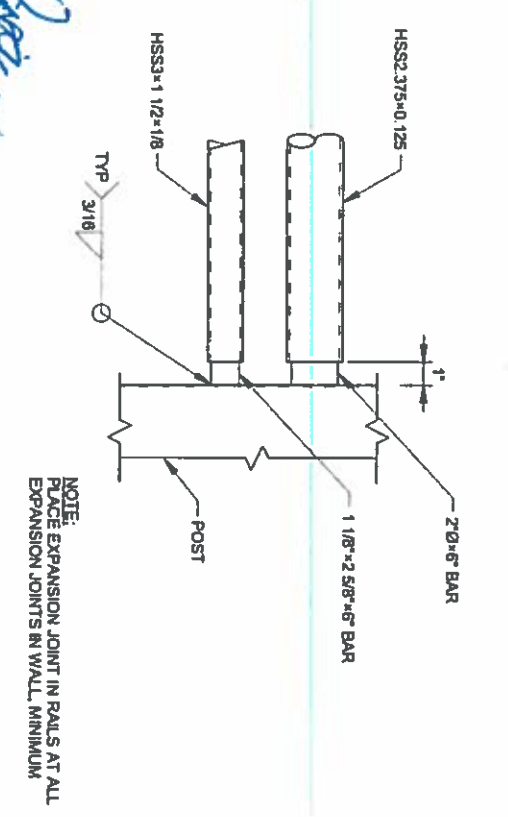 HSS2.375×0.125
HSS3×1 1/2×1/8
TYP
3/16
1"
2"Ø×6" BAR
1 1/8"×2 5/8"×6" BAR
POST
NOTE:
PLACE EXPANSION JOINT IN RAILS AT ALL
EXPANSION JOINTS IN WALL, MINIMUM